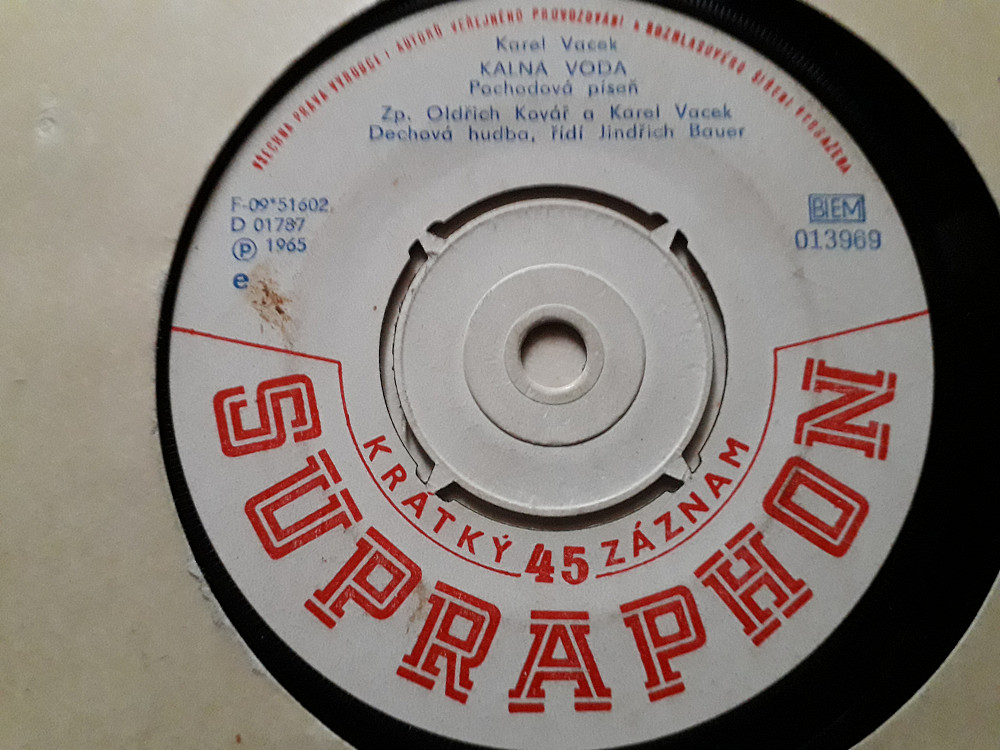 VŠECHNA PRÁVA VÝROBCE I AUTORŮ VEŘEJNÉHO PROVOZOVÁNÍ A ROZHLASOVÉHO ŠÍŘENÍ VYHRAŽENA
Karel Vacek
KALNÁ VODA
Pochodová píseň
Zp. Oldřich Kovář a Karel Vacek
Dechová hudba, řídí Jindřich Bauer
F-09*51602
D 01787
Ⓟ 1965
e
BIEM
013969
KRÁTKÝ 45 ZÁZNAM
SUPRAPHON